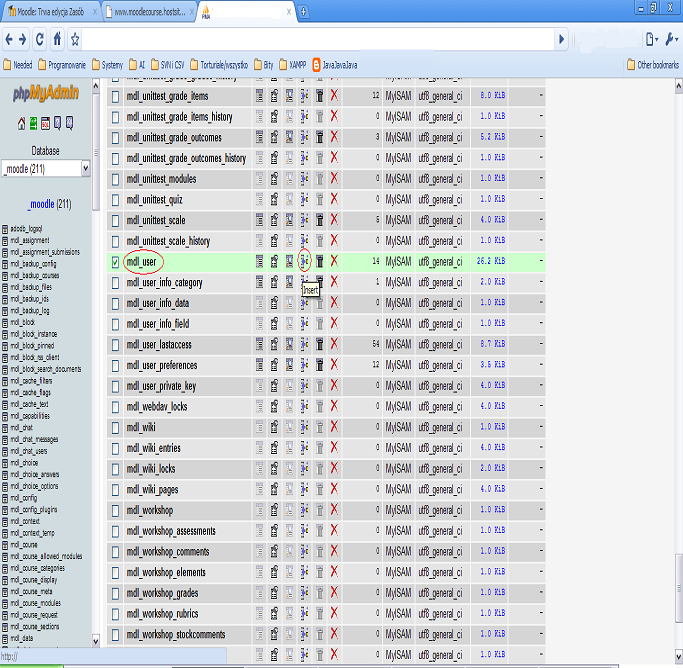 Moodle: Trwa edycja Zasób
www.moodlecourse.hostsit...
PMA
Needed
Programowanie
Systemy
AI
SVN i CSV
Torturiale/wszystko
Bity
XAMPP
JavaJavaJava
Other bookmarks
phpMyAdmin
Database
_moodle (211)
_moodle (211)
adodb_logsql
mdl_assignment
mdl_assignment_submissions
mdl_backup_config
mdl_backup_courses
mdl_backup_files
mdl_backup_ids
mdl_backup_log
mdl_block
mdl_block_instance
mdl_block_pinned
mdl_block_rss_client
mdl_block_search_documents
mdl_cache_filters
mdl_cache_flags
mdl_cache_text
mdl_capabilities
mdl_chat
mdl_chat_messages
mdl_chat_users
mdl_choice
mdl_choice_answers
mdl_choice_options
mdl_config
mdl_config_plugins
mdl_context
mdl_context_temp
mdl_course
mdl_course_allowed_modules
mdl_course_categories
mdl_course_display
mdl_course_meta
mdl_course_modules
mdl_course_request
mdl_course_sections
mdl_data
mdl_unittest_grade_items 12 MyISAM utf8_general_ci 8.0 KiB -
mdl_unittest_grade_items_history 0 MyISAM utf8_general_ci 1.0 KiB -
mdl_unittest_grade_outcomes 3 MyISAM utf8_general_ci 5.2 KiB -
mdl_unittest_grade_outcomes_history 0 MyISAM utf8_general_ci 1.0 KiB -
mdl_unittest_modules 0 MyISAM utf8_general_ci 1.0 KiB -
mdl_unittest_quiz 0 MyISAM utf8_general_ci 1.0 KiB -
mdl_unittest_scale 5 MyISAM utf8_general_ci 4.0 KiB -
mdl_unittest_scale_history 0 MyISAM utf8_general_ci 1.0 KiB -
mdl_user 14 MyISAM utf8_general_ci 26.2 KiB -
mdl_user_info_category 1 MyISAM utf8_general_ci 2.0 KiB -
Insert
mdl_user_info_data 0 MyISAM utf8_general_ci 1.0 KiB -
mdl_user_info_field 0 MyISAM utf8_general_ci 1.0 KiB -
mdl_user_lastaccess 54 MyISAM utf8_general_ci 8.7 KiB -
mdl_user_preferences 12 MyISAM utf8_general_ci 3.5 KiB -
mdl_user_private_key 0 MyISAM utf8_general_ci 4.0 KiB -
mdl_webdav_locks 0 MyISAM utf8_general_ci 4.0 KiB -
mdl_wiki 0 MyISAM utf8_general_ci 1.0 KiB -
mdl_wiki_entries 0 MyISAM utf8_general_ci 4.0 KiB -
mdl_wiki_locks 0 MyISAM utf8_general_ci 2.0 KiB -
mdl_wiki_pages 0 MyISAM utf8_general_ci 4.0 KiB -
mdl_workshop 0 MyISAM utf8_general_ci 1.0 KiB -
mdl_workshop_assessments 0 MyISAM utf8_general_ci 1.0 KiB -
mdl_workshop_comments 0 MyISAM utf8_general_ci 1.0 KiB -
mdl_workshop_elements 0 MyISAM utf8_general_ci 1.0 KiB -
mdl_workshop_grades 0 MyISAM utf8_general_ci 1.0 KiB -
mdl_workshop_rubrics 0 MyISAM utf8_general_ci 1.0 KiB -
mdl_workshop_stockcomments 0 MyISAM utf8_general_ci 1.0 KiB -
0 MyISAM utf8_general_ci 1.0 KiB -
http://